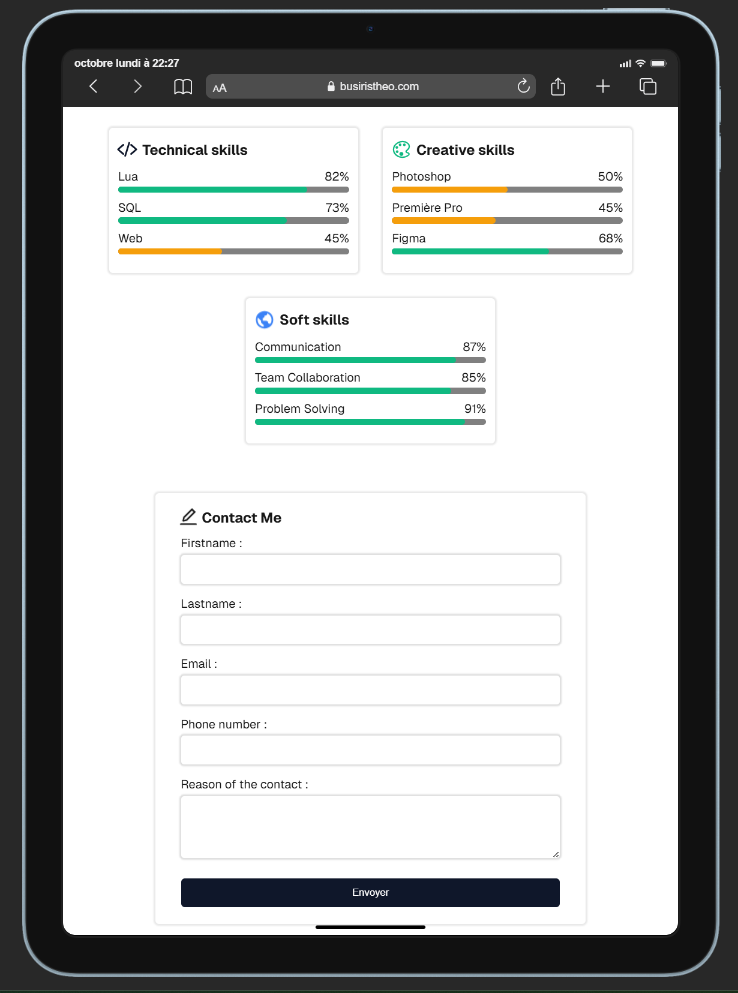 octobre lundi à 22:27
AA
busiristheo.com
</> Technical skills
Lua 82%
SQL 73%
Web 45%
Creative skills
Photoshop 50%
Première Pro 45%
Figma 68%
Soft skills
Communication 87%
Team Collaboration 85%
Problem Solving 91%
Contact Me
Firstname :
Lastname :
Email :
Phone number :
Reason of the contact :
Envoyer